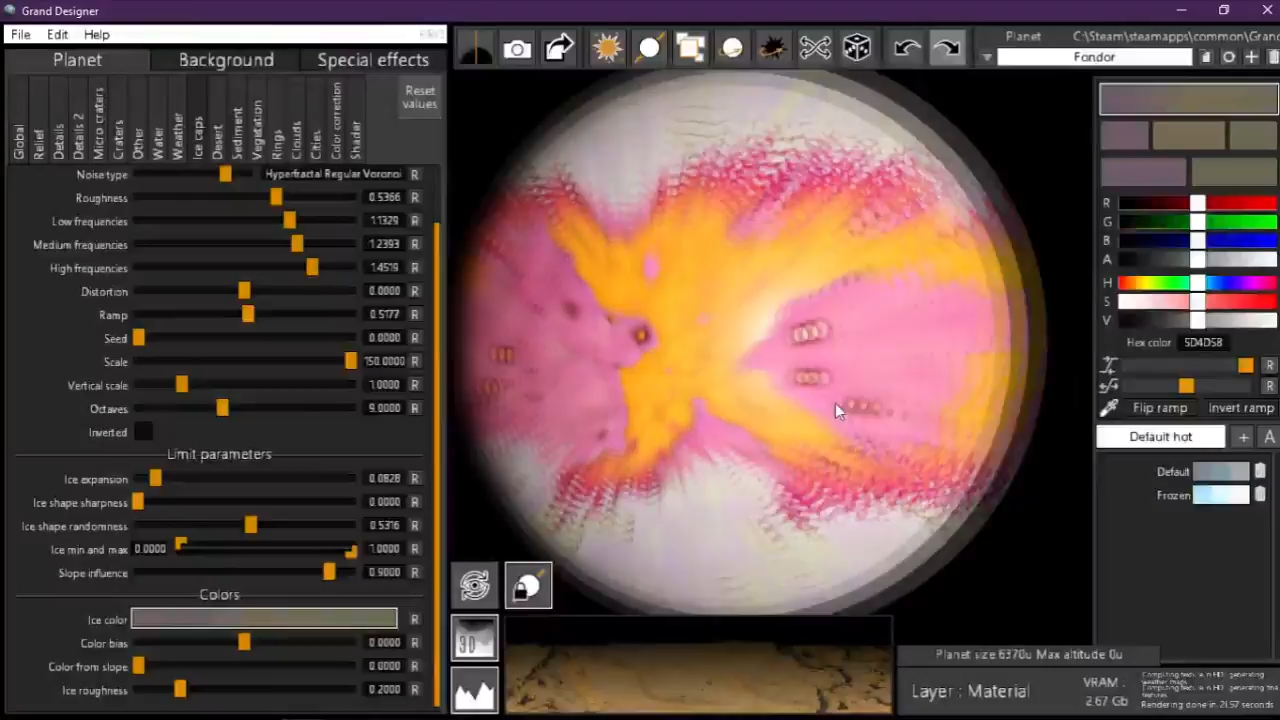 Grand Designer
File Edit Help
Planet Background Special effects
Planet C:\Steam\steamapps\common\Gran
Fondor
Global
Relief
Details
Details 2
Micro craters
Craters
Other
Water
Weather
Ice caps
Desert
Sediment
Vegetation
Rings
Clouds
Cities
Color correction
Shader
Reset
values
Noise type Hyperfractal Regular Voronoi R
Roughness 0.5366 R
Low frequencies 1.1329 R
Medium frequencies 1.2393 R
High frequencies 1.4519 R
Distortion 0.0000 R
Ramp 0.5177 R
Seed 0.0000 R
Scale 150.0000 R
Vertical scale 1.0000 R
Octaves 9.0000 R
Inverted R
Limit parameters
Ice expansion 0.0828 R
Ice shape sharpness 0.0000 R
Ice shape randomness 0.5316 R
Ice min and max 0.0000 1.0000 R
Slope influence 0.9000 R
Colors
Ice color R
Color bias 0.0000 R
Color from slope 0.0000 R
Ice roughness 0.2000 R
3D
R
G
B
A
H
S
V
Hex color 5D4D58
R
R
Flip ramp Invert ramp
Default hot + A
Default
Frozen
Planet size 6370u Max altitude 0u
Layer : Material
VRAM :
2.67 GB
Rendering done in 21.57 seconds